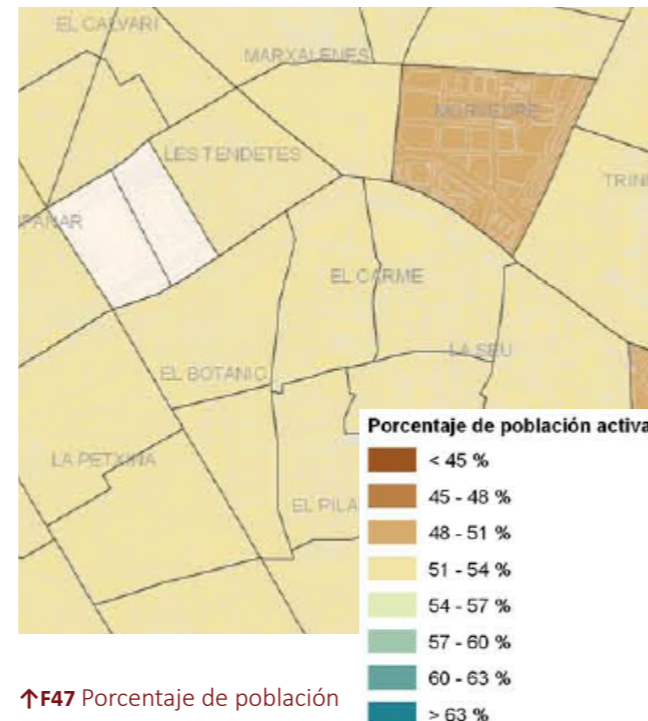 EL CALVARI
MARXALENES
MORVEDRE
LES TENDETES
TRINI
PANAR
EL CARME
LA SEU
EL BOTANIC
LA PETXINA
EL PILA
Porcentaje de población activa
< 45 %
45 - 48 %
48 - 51 %
51 - 54 %
54 - 57 %
57 - 60 %
60 - 63 %
> 63 %
↑F47 Porcentaje de población